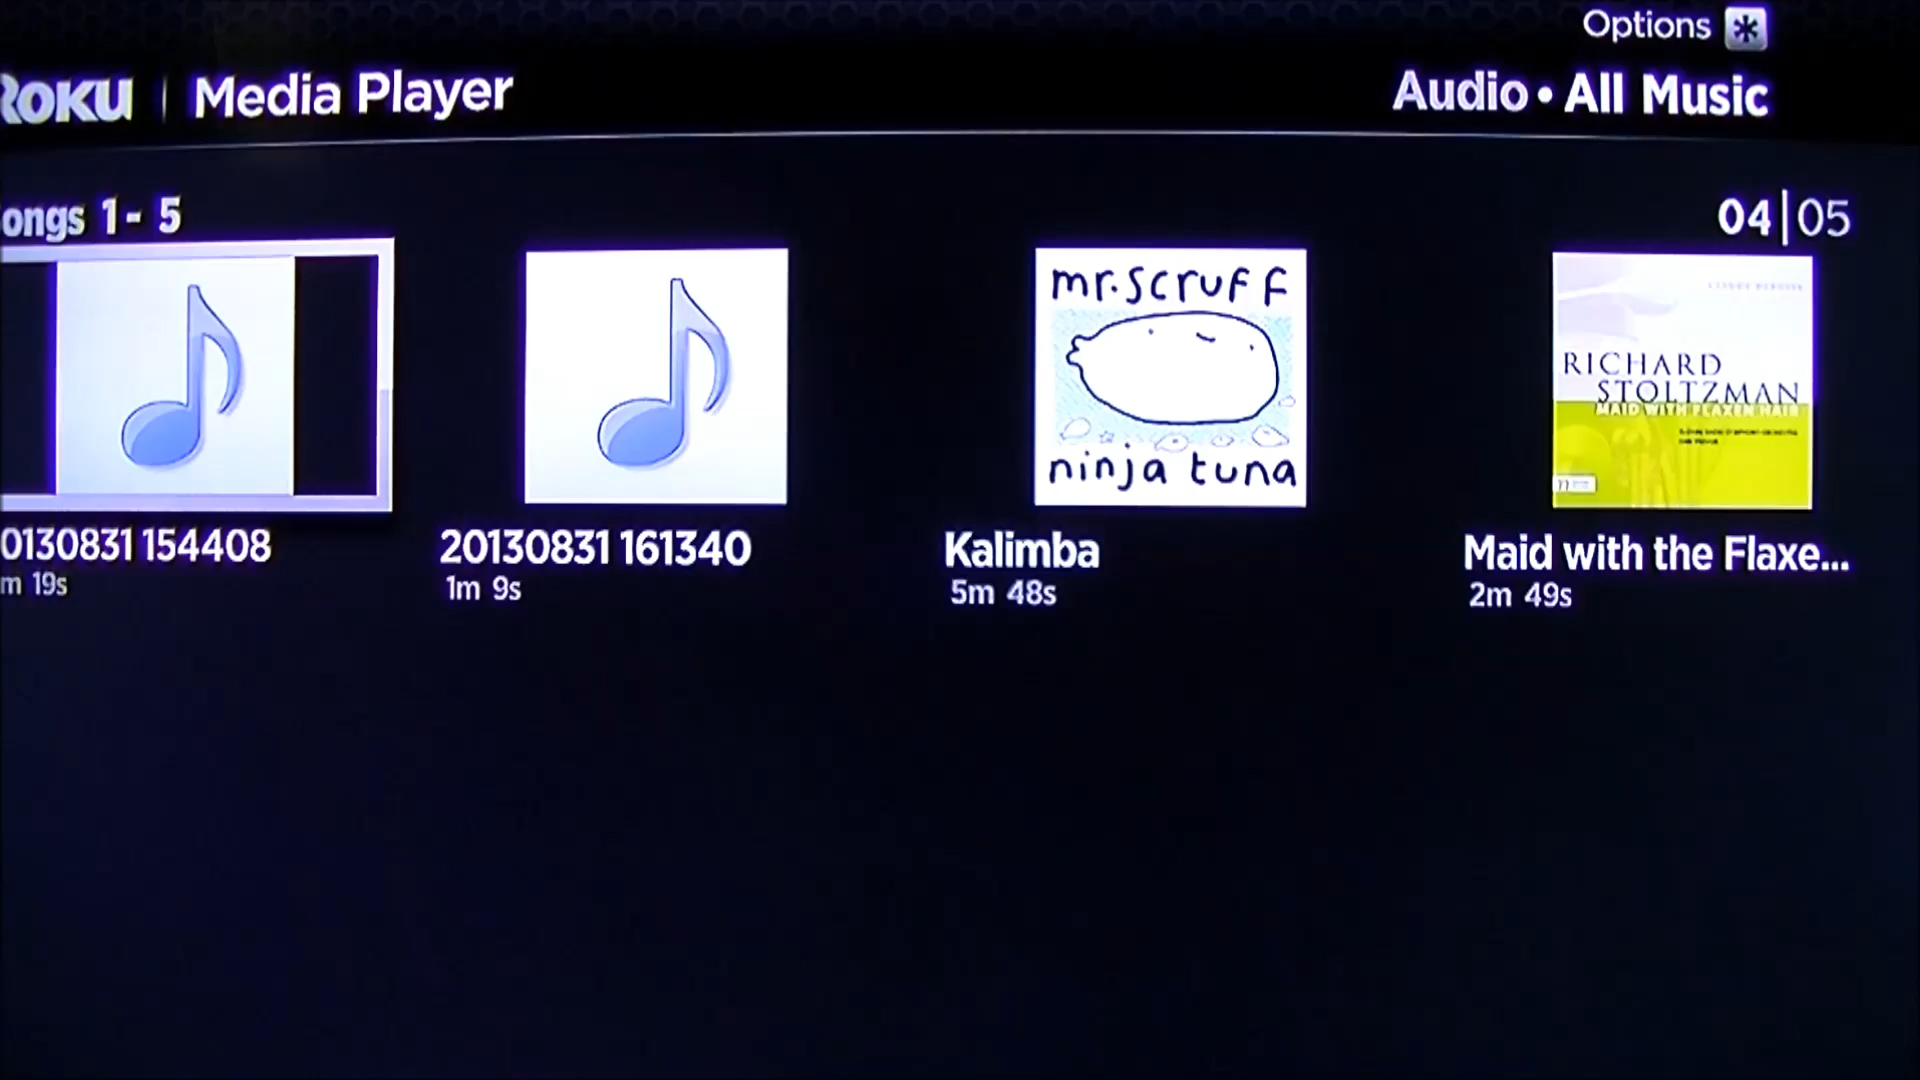 Options *
Roku | Media Player
Audio • All Music
ongs 1 - 5
04|05
mr. scruff
ninja tuna
RICHARD
STOLTZMAN
MAID WITH FLAXEN HAIR
0130831 154408
m 19s
20130831 161340
1m 9s
Kalimba
5m 48s
Maid with the Flaxe...
2m 49s